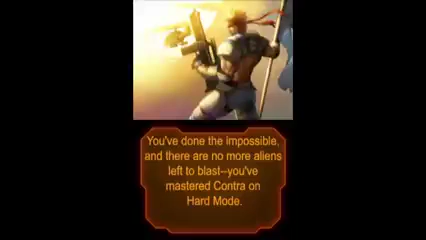 You've done the impossible,
and there are no more aliens
left to blast--you've
mastered Contra on
Hard Mode.